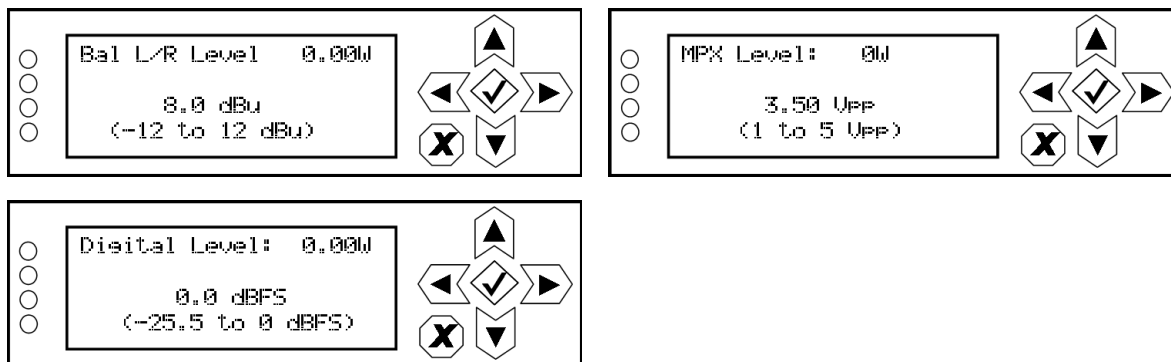 Bal L/R Level 0.00W
8.0 dBu
(-12 to 12 dBu)
MPX Level: 0W
3.50 Vpp
(1 to 5 Vpp)
Digital Level: 0.00W
0.0 dBFS
(-25.5 to 0 dBFS)